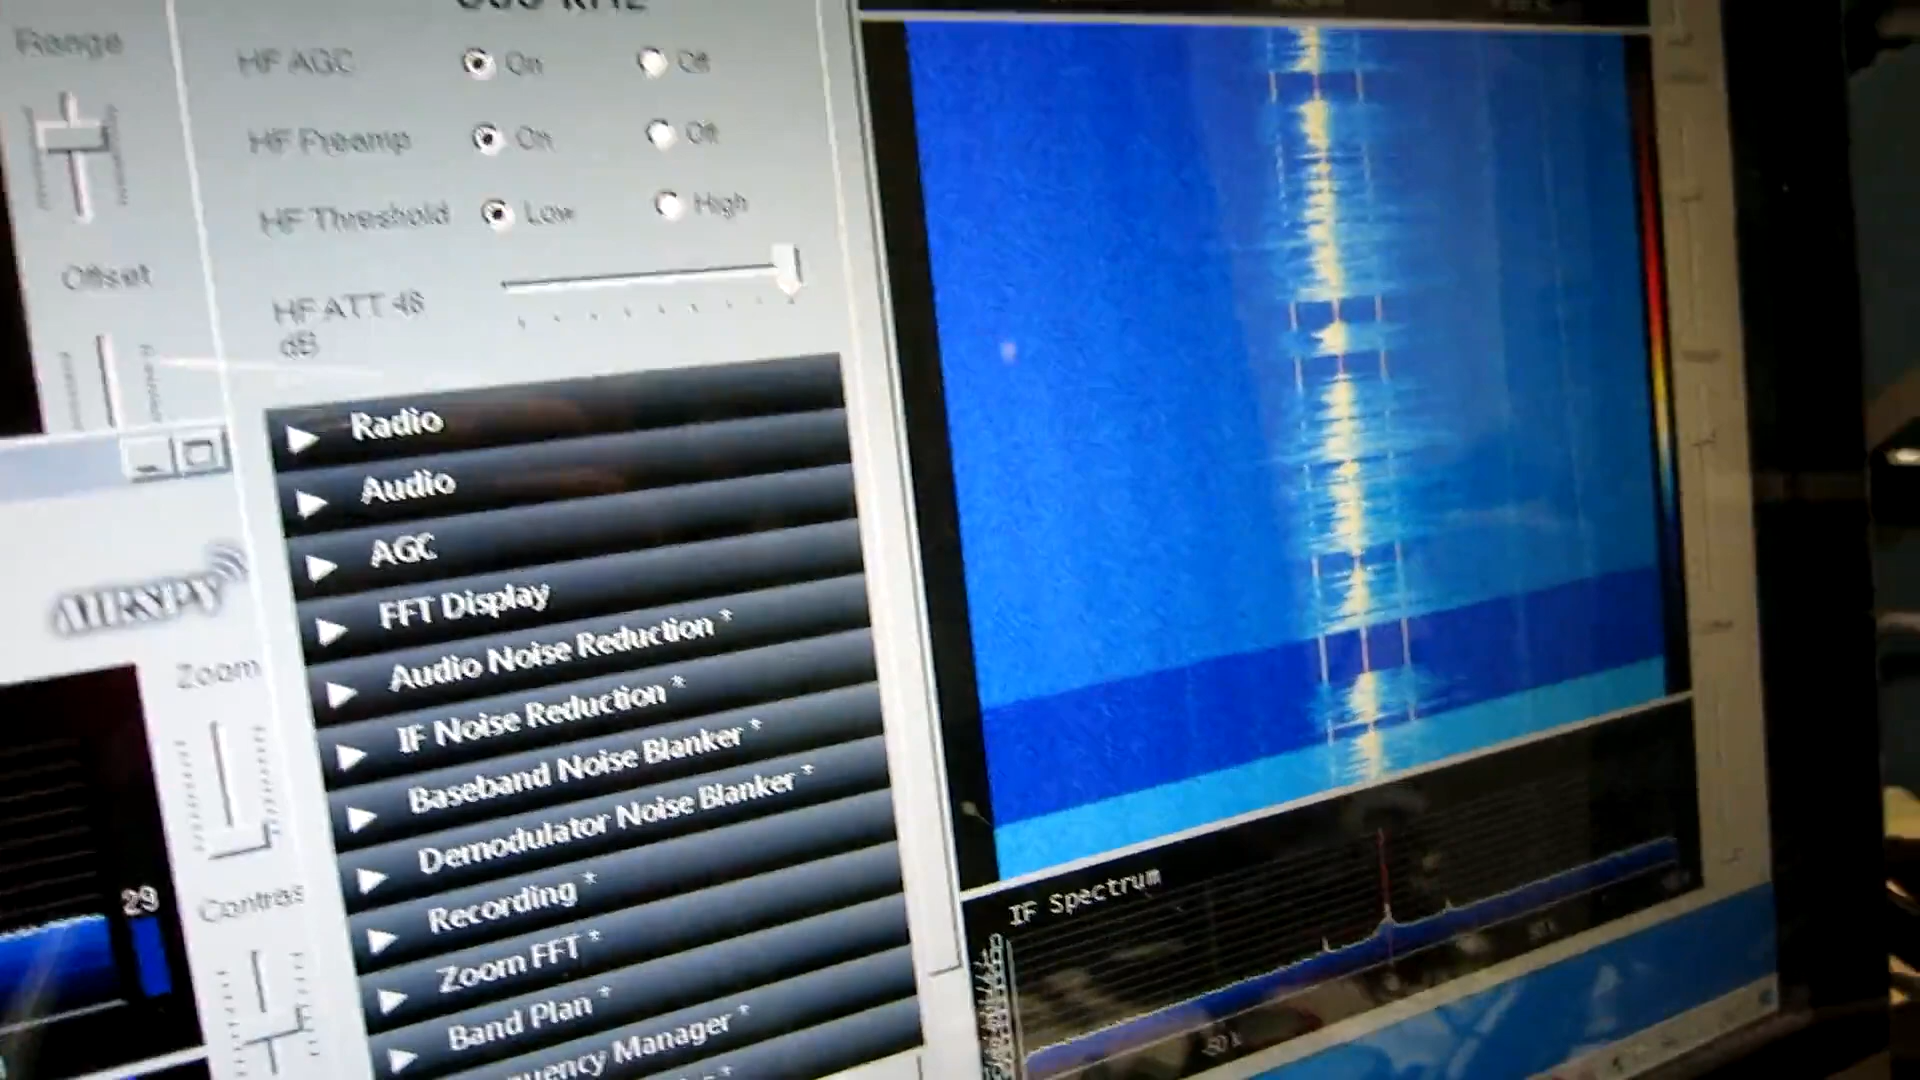 Range
HF AGC On Off
HF Preamp On Off
HF Threshold Low High
Offset
HF ATT 48
dB
Radio
Audio
AGC
FFT Display
Audio Noise Reduction *
IF Noise Reduction *
Baseband Noise Blanker *
Demodulator Noise Blanker *
Recording *
Zoom FFT *
Band Plan *
AIRSPY
Zoom
29
Contras
IF Spectrum